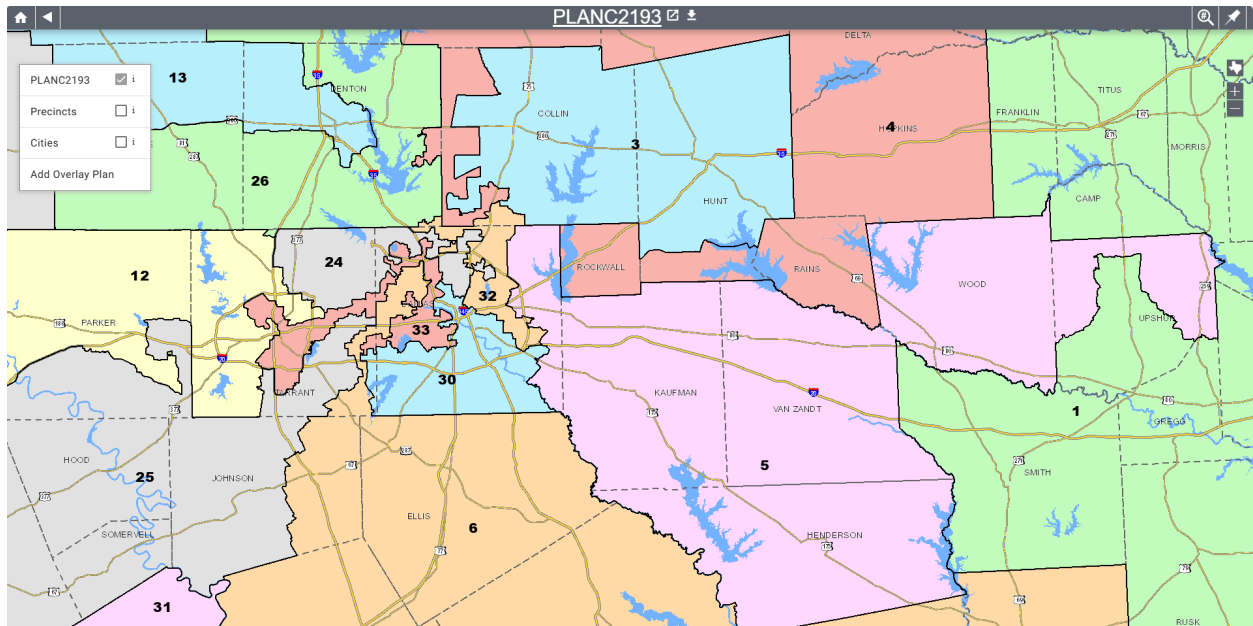 PLANC2193
PLANC2193 i
Precincts i
Cities i
Add Overlay Plan
DELTA
13
DENTON
COLLIN
TITUS
FRANKLIN
4
HOPKINS
3
MORRIS
26
HUNT
CAMP
24
12
ROCKWALL
RAINS
WOOD
32
DALLAS
33
UPSHUR
PARKER
30
TARRANT
KAUFMAN
VAN ZANDT
1
GREGG
HOOD
25
JOHNSON
5
SMITH
ELLIS
6
SOMERVELL
HENDERSON
31
RUSK